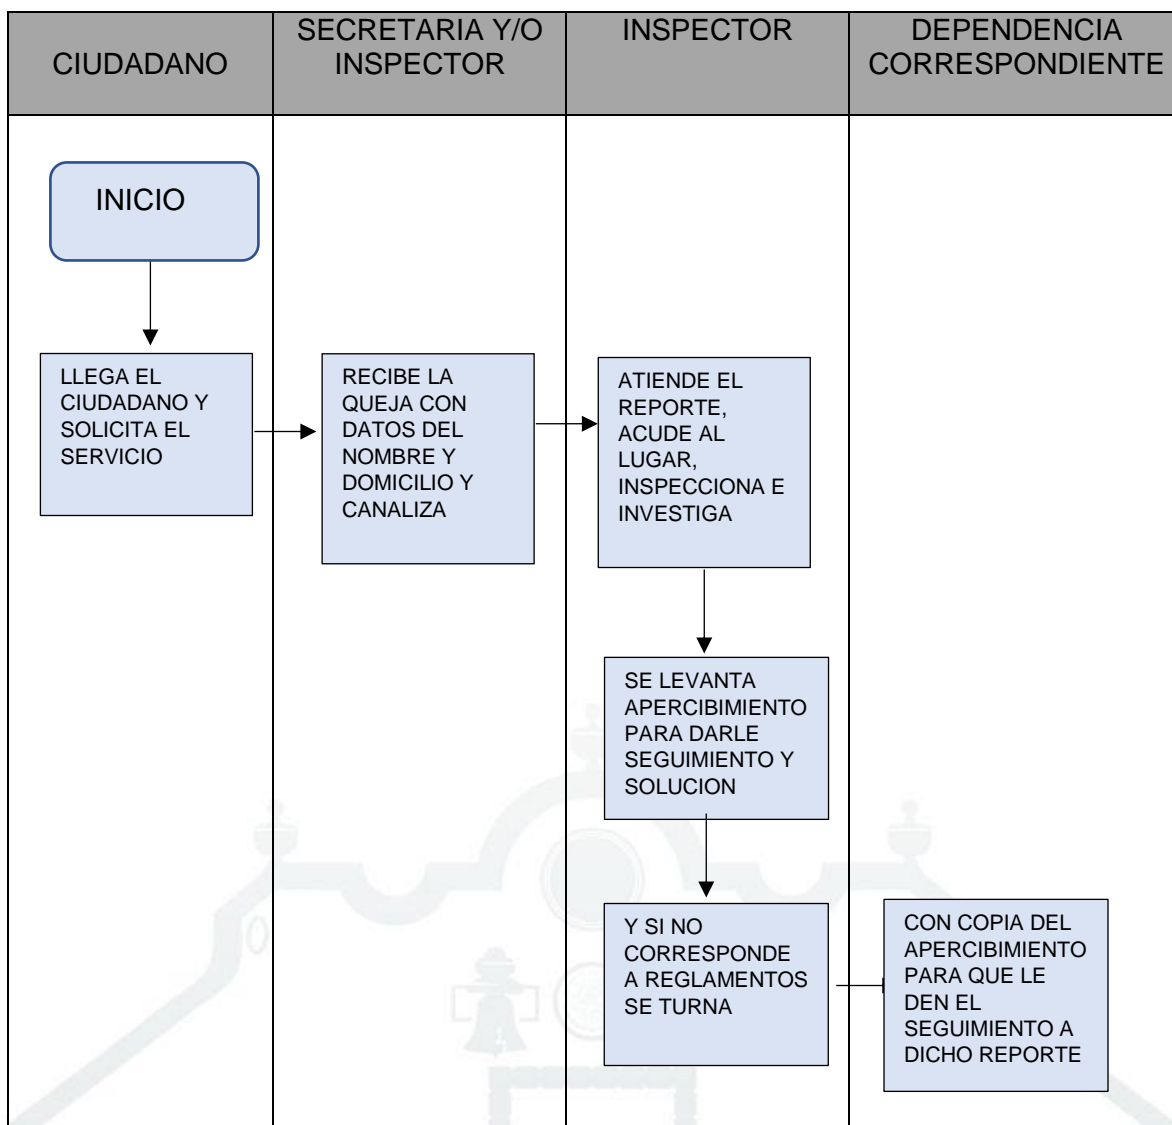 CIUDADANO
SECRETARIA Y/O
INSPECTOR
INSPECTOR
DEPENDENCIA
CORRESPONDIENTE
INICIO
LLEGA EL
CIUDADANO Y
SOLICITA EL
SERVICIO
RECIBE LA
QUEJA CON
DATOS DEL
NOMBRE Y
DOMICILIO Y
CANALIZA
ATIENDE EL
REPORTE,
ACUDE AL
LUGAR,
INSPECCIONA E
INVESTIGA
SE LEVANTA
APERCIBIMIENTO
PARA DARLE
SEGUIMIENTO Y
SOLUCION
Y SI NO
CORRESPONDE
A REGLAMENTOS
SE TURNA
CON COPIA DEL
APERCIBIMIENTO
PARA QUE LE
DEN EL
SEGUIMIENTO A
DICHO REPORTE